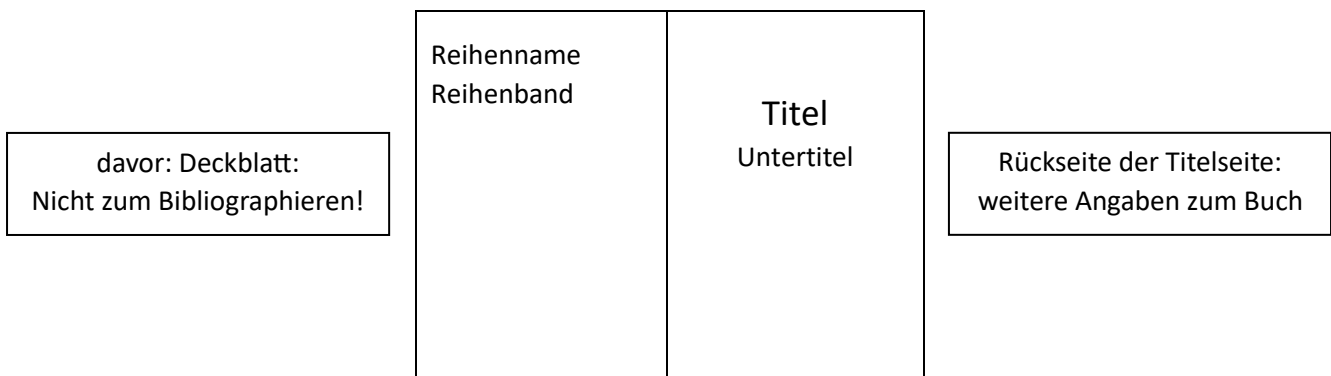 davor: Deckblatt:
Nicht zum Bibliographieren!
Reihenname
Reihenband
Titel
Untertitel
Rückseite der Titelseite:
weitere Angaben zum Buch